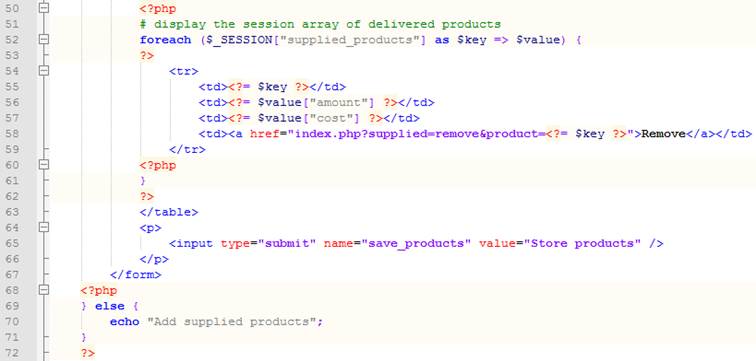 50 <?php
51 # display the session array of delivered products
52 foreach ($_SESSION["supplied_products"] as $key => $value) {
53 ?>
54 <tr>
55 <td><?= $key ?></td>
56 <td><?= $value["amount"] ?></td>
57 <td><?= $value["cost"] ?></td>
58 <td><a href="index.php?supplied=remove&product=<?= $key ?>">Remove</a></td>
59 </tr>
60 <?php
61 }
62 ?>
63 </table>
64 <p>
65 <input type="submit" name="save_products" value="Store products" />
66 </p>
67 </form>
68 <?php
69 } else {
70 echo "Add supplied products";
71 }
72 ?>